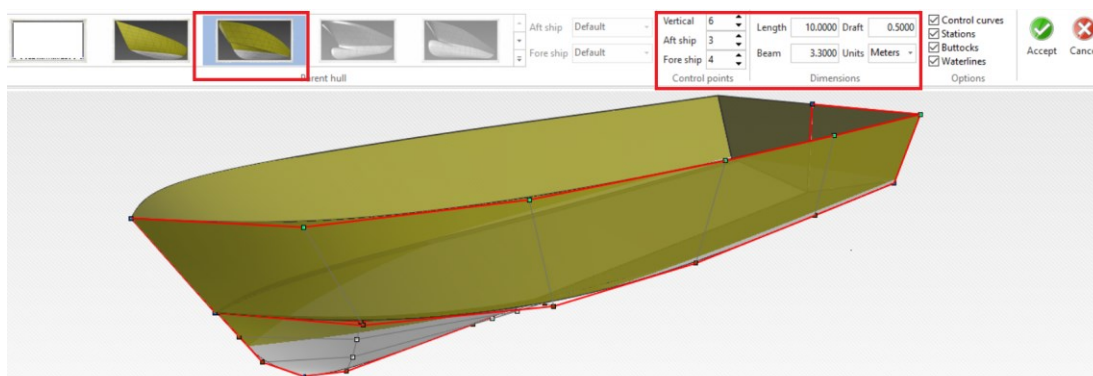 Vertical 6
Length 10.0000 Draft 0.5000
Control curves
Aft ship Default
Aft ship 3
Stations
Fore ship Default
Fore ship 4
Beam 3.3000 Units Meters
Buttocks
Waterlines
Accept
Cance
Parent hull
Control points
Dimensions
Options